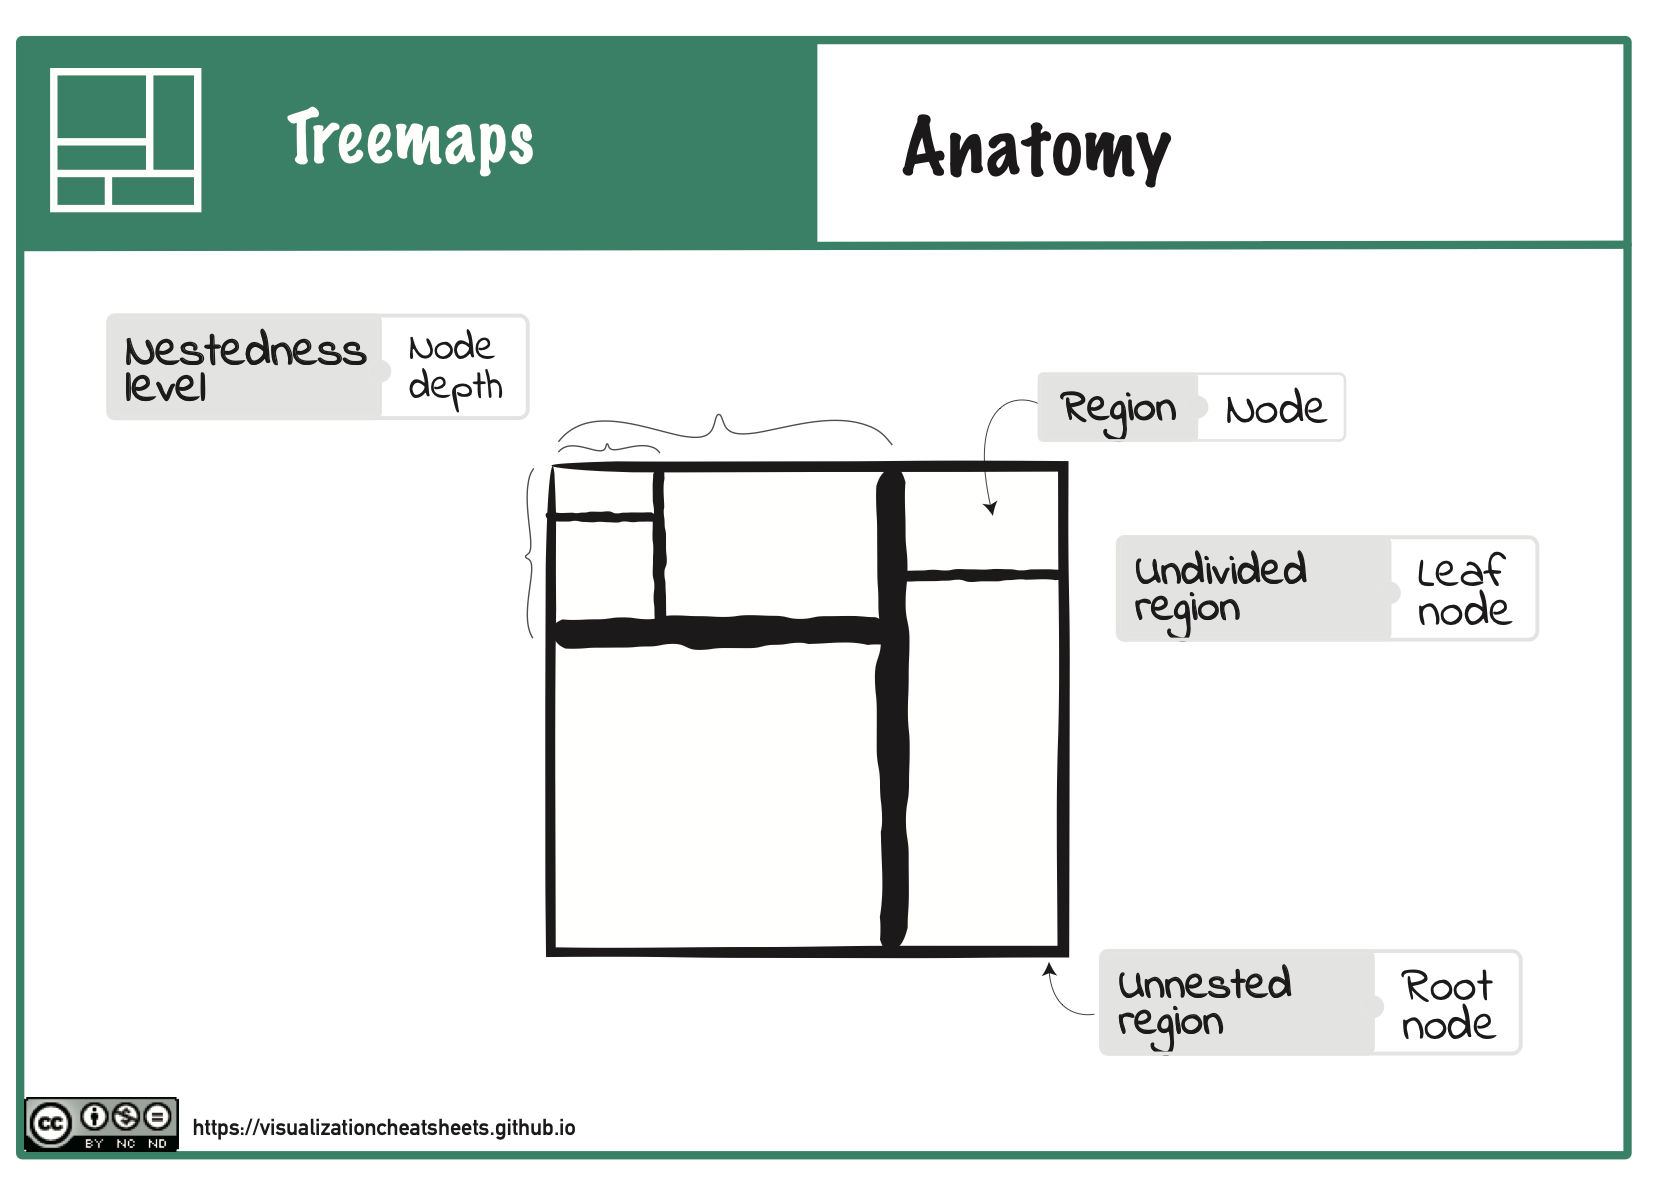 Treemaps
Anatomy
Nestedness
level
Node
depth
Region
Node
Undivided
region
Leaf
node
Unnested
region
Root
node
cc
BY NC ND
https://visualizationcheatsheets.github.io